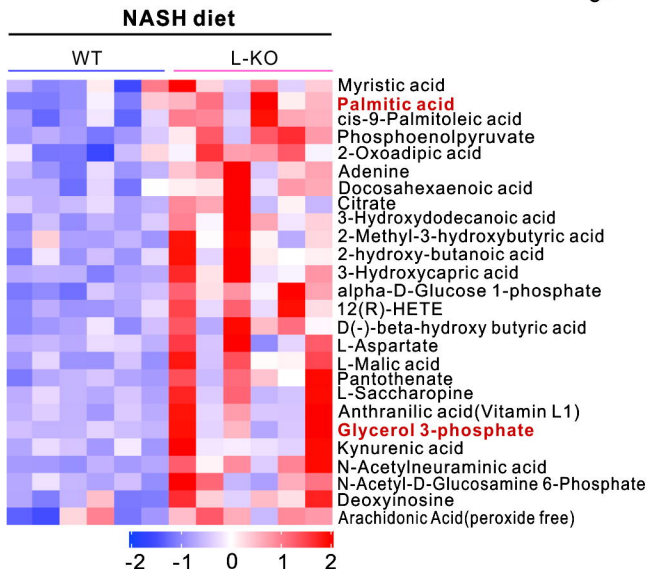 NASH diet
WT L-KO
Myristic acid
Palmitic acid
cis-9-Palmitoleic acid
Phosphoenolpyruvate
2-Oxoadipic acid
Adenine
Docosahexaenoic acid
Citrate
3-Hydroxydodecanoic acid
2-Methyl-3-hydroxybutyric acid
2-hydroxy-butanoic acid
3-Hydroxycapric acid
alpha-D-Glucose 1-phosphate
12(R)-HETE
D(-)-beta-hydroxy butyric acid
L-Aspartate
L-Malic acid
Pantothenate
L-Saccharopine
Anthranilic acid(Vitamin L1)
Glycerol 3-phosphate
Kynurenic acid
N-Acetylneuraminic acid
N-Acetyl-D-Glucosamine 6-Phosphate
Deoxyinosine
Arachidonic Acid(peroxide free)
-2 -1 0 1 2